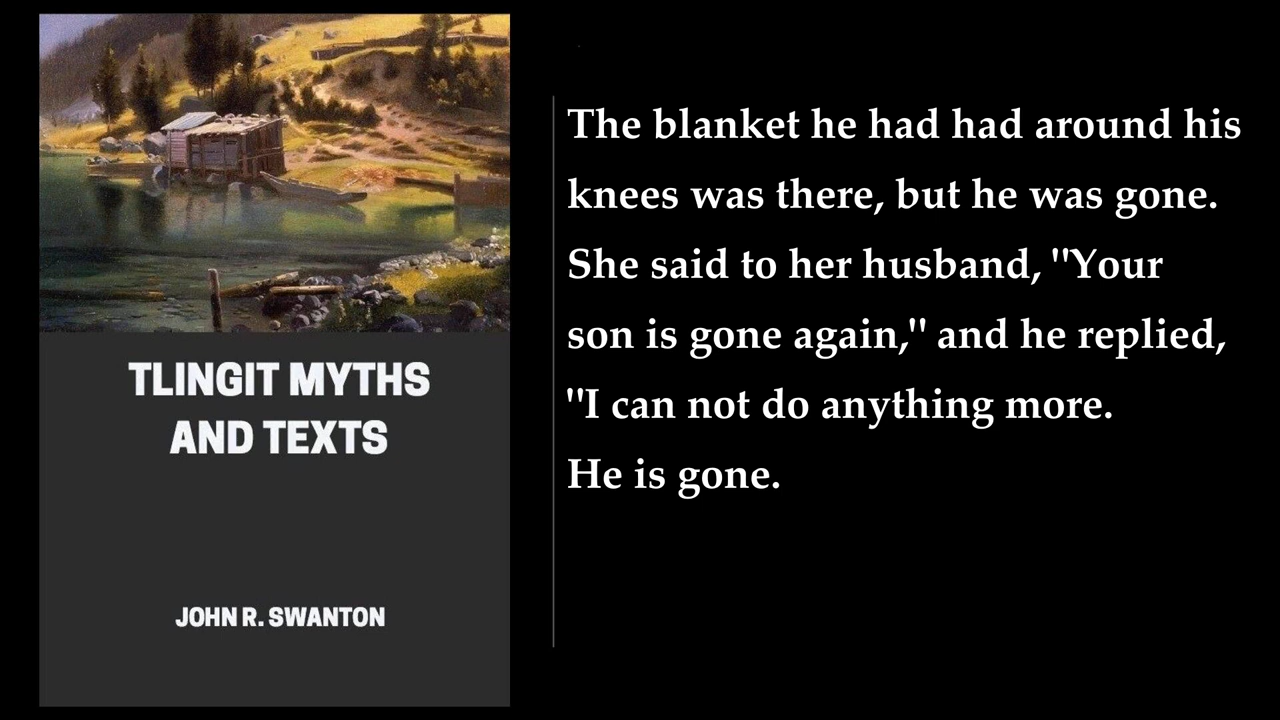 TLINGIT MYTHS
AND TEXTS
JOHN R. SWANTON
The blanket he had had around his
knees was there, but he was gone.
She said to her husband, "Your
son is gone again," and he replied,
"I can not do anything more.
He is gone.